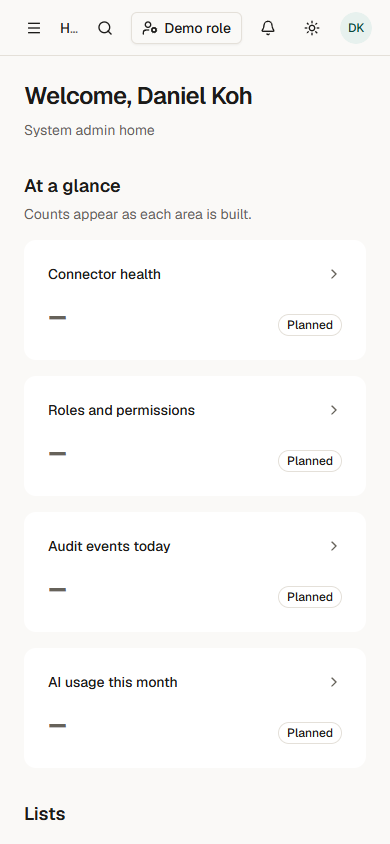 H...
Demo role
DK
Welcome, Daniel Koh
System admin home
At a glance
Counts appear as each area is built.
Connector health
—
Planned
Roles and permissions
—
Planned
Audit events today
—
Planned
AI usage this month
—
Planned
Lists